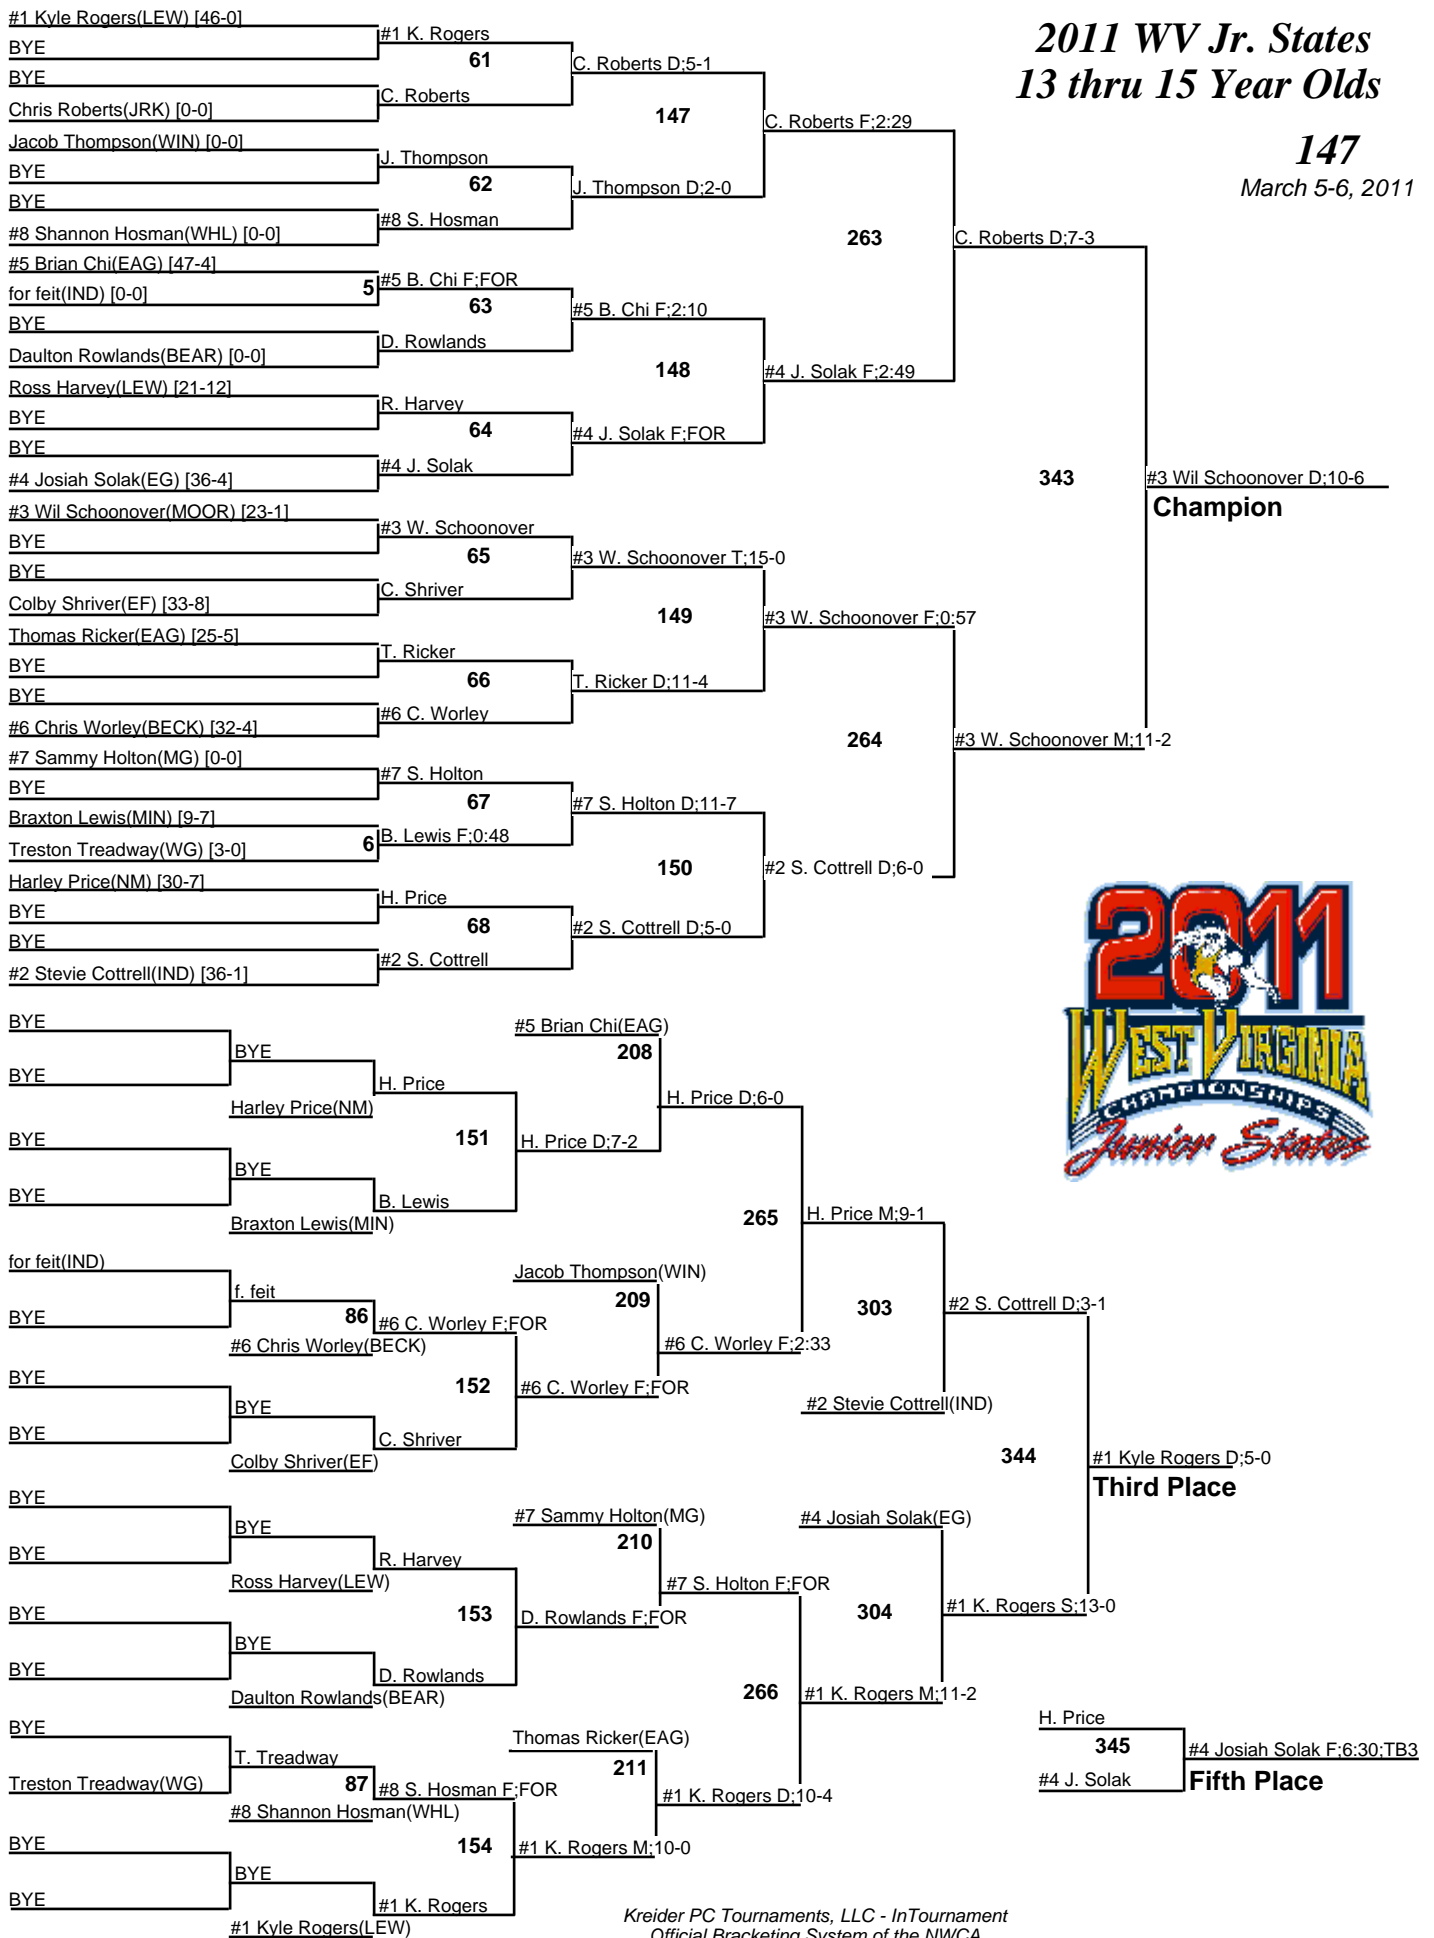 2011 WV Jr. States
13 thru 15 Year Olds
147
March 5-6, 2011
#1 Kyle Rogers(LEW) [46-0]
BYE
BYE
Chris Roberts(JRK) [0-0]
Jacob Thompson(WIN) [0-0]
BYE
BYE
#8 Shannon Hosman(WHL) [0-0]
#5 Brian Chi(EAG) [47-4]
for feit(IND) [0-0]
5
BYE
Daulton Rowlands(BEAR) [0-0]
Ross Harvey(LEW) [21-12]
BYE
BYE
#4 Josiah Solak(EG) [36-4]
#3 Wil Schoonover(MOOR) [23-1]
BYE
BYE
Colby Shriver(EF) [33-8]
Thomas Ricker(EAG) [25-5]
BYE
BYE
#6 Chris Worley(BECK) [32-4]
#7 Sammy Holton(MG) [0-0]
BYE
Braxton Lewis(MIN) [9-7]
Treston Treadway(WG) [3-0]
6
Harley Price(NM) [30-7]
BYE
BYE
#2 Stevie Cottrell(IND) [36-1]
#1 K. Rogers
61
C. Roberts
J. Thompson
62
#8 S. Hosman
#5 B. Chi F;FOR
63
D. Rowlands
R. Harvey
64
#4 J. Solak
#3 W. Schoonover
65
C. Shriver
T. Ricker
66
#6 C. Worley
#7 S. Holton
67
B. Lewis F;0:48
H. Price
68
#2 S. Cottrell
C. Roberts D;5-1
147
J. Thompson D;2-0
#5 B. Chi F;2:10
148
#4 J. Solak F;FOR
#3 W. Schoonover T;15-0
149
T. Ricker D;11-4
#7 S. Holton D;11-7
150
#2 S. Cottrell D;5-0
C. Roberts F;2:29
263
#4 J. Solak F;2:49
#3 W. Schoonover F;0:57
264
#2 S. Cottrell D;6-0
C. Roberts D;7-3
343
#3 W. Schoonover M;11-2
#3 Wil Schoonover D;10-6
Champion
2011
WEST VIRGINIA
CHAMPIONSHIPS
Junior States
BYE
BYE
BYE
BYE
for feit(IND)
BYE
BYE
BYE
BYE
BYE
BYE
BYE
BYE
Treston Treadway(WG)
BYE
BYE
BYE
Harley Price(NM)
BYE
Braxton Lewis(MIN)
f. feit
86
#6 Chris Worley(BECK)
BYE
Colby Shriver(EF)
BYE
Ross Harvey(LEW)
BYE
Daulton Rowlands(BEAR)
T. Treadway
87
#8 Shannon Hosman(WHL)
BYE
#1 Kyle Rogers(LEW)
H. Price
151
B. Lewis
#6 C. Worley F;FOR
152
C. Shriver
R. Harvey
153
D. Rowlands
#8 S. Hosman F;FOR
154
#1 K. Rogers
#5 Brian Chi(EAG)
208
H. Price D;7-2
Jacob Thompson(WIN)
209
#6 C. Worley F;FOR
#7 Sammy Holton(MG)
210
D. Rowlands F;FOR
Thomas Ricker(EAG)
211
#1 K. Rogers M;10-0
H. Price D;6-0
265
#6 C. Worley F;2:33
#7 S. Holton F;FOR
266
#1 K. Rogers D;10-4
H. Price M;9-1
303
#2 Stevie Cottrell(IND)
#4 Josiah Solak(EG)
304
#1 K. Rogers M;11-2
#2 S. Cottrell D;3-1
344
#1 K. Rogers S;13-0
#1 Kyle Rogers D;5-0
Third Place
H. Price
345
#4 J. Solak
#4 Josiah Solak F;6:30;TB3
Fifth Place
Kreider PC Tournaments, LLC - InTournament
Official Bracketing System of the NWCA